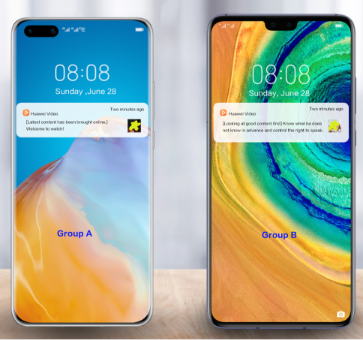 08:08
Sunday ,June 28
Huawei Video
Two minutes ago
[Latest content has been brought online.]
Welcome to watch!
Group A
08:08
Sunday, June 28
Huawei Video
Two minutes ago
[Looking at good content first] Know what he does
not know in advance and control the right to speak.
Group B